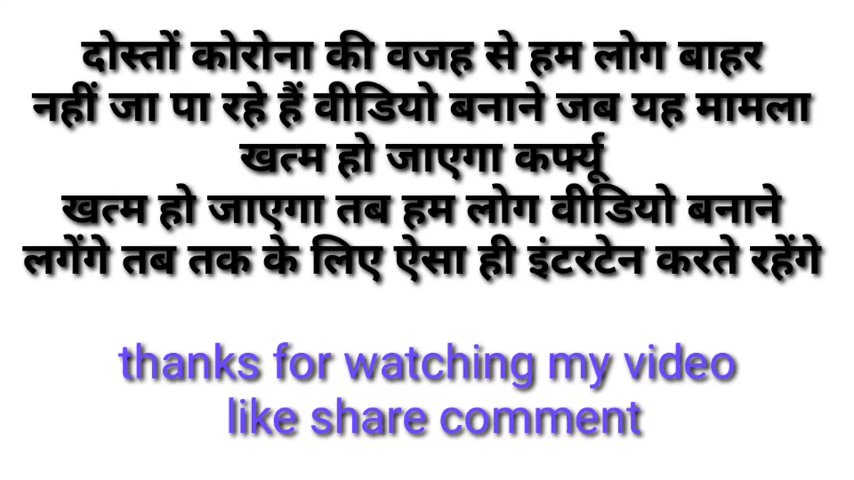 दोस्तों कोरोना की वजह से हम लोग बाहर
नहीं जा पा रहे हैं वीडियो बनाने जब यह मामला
खत्म हो जाएगा कर्फ्यू
खत्म हो जाएगा तब हम लोग वीडियो बनाने
लगेंगे तब तक के लिए ऐसा ही इंटरटेन करते रहेंगे
thanks for watching my video
like share comment